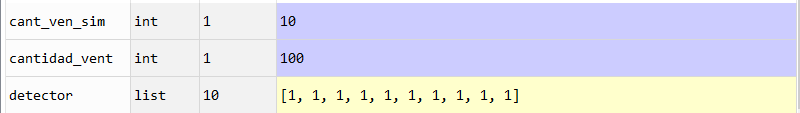 cant_ven_sim int 1 10
cantidad_vent int 1 100
detector list 10 [1, 1, 1, 1, 1, 1, 1, 1, 1, 1]